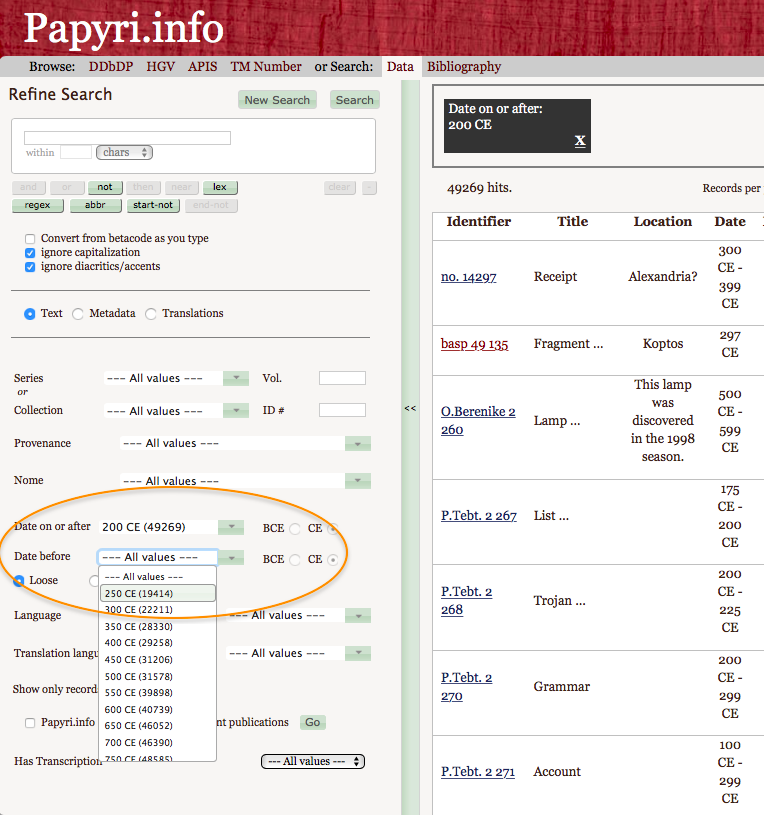 Papyri.info
Browse: DDbDP HGV APIS TM Number or Search: Data Bibliography
Refine Search
New Search Search
within chars
and or not then near lex clear -
regex abbr start-not end-not
Convert from betacode as you type
ignore capitalization
ignore diacritics/accents
Text Metadata Translations
Series --- All values --- Vol.
or
Collection --- All values --- ID #
Provenance --- All values ---
Nome --- All values ---
Date on or after 200 CE (49269) BCE CE
Date before --- All values --- BCE CE
Loose
--- All values ---
250 CE (19414)
300 CE (22211)
350 CE (28330)
400 CE (29258)
450 CE (31206)
500 CE (31578)
550 CE (39898)
600 CE (40739)
650 CE (46052)
700 CE (46390)
750 CE (48585)
Language --- All values ---
Translation langu --- All values ---
Show only record
Papyri.info nt publications Go
Has Transcription --- All values ---
<<
Date on or after:
200 CE
X
49269 hits. Records per
Identifier Title Location Date
no. 14297 Receipt Alexandria? 300
CE -
399
CE
basp 49 135 Fragment ... Koptos 297
CE
O.Berenike 2
260
Lamp ...
This lamp
was
discovered
in the 1998
season.
500
CE -
599
CE
P.Tebt. 2 267 List ... 175
CE -
200
CE
P.Tebt. 2
268
Trojan ...
200
CE -
225
CE
P.Tebt. 2
270
Grammar
200
CE -
299
CE
P.Tebt. 2 271 Account 100
CE -
299
CE